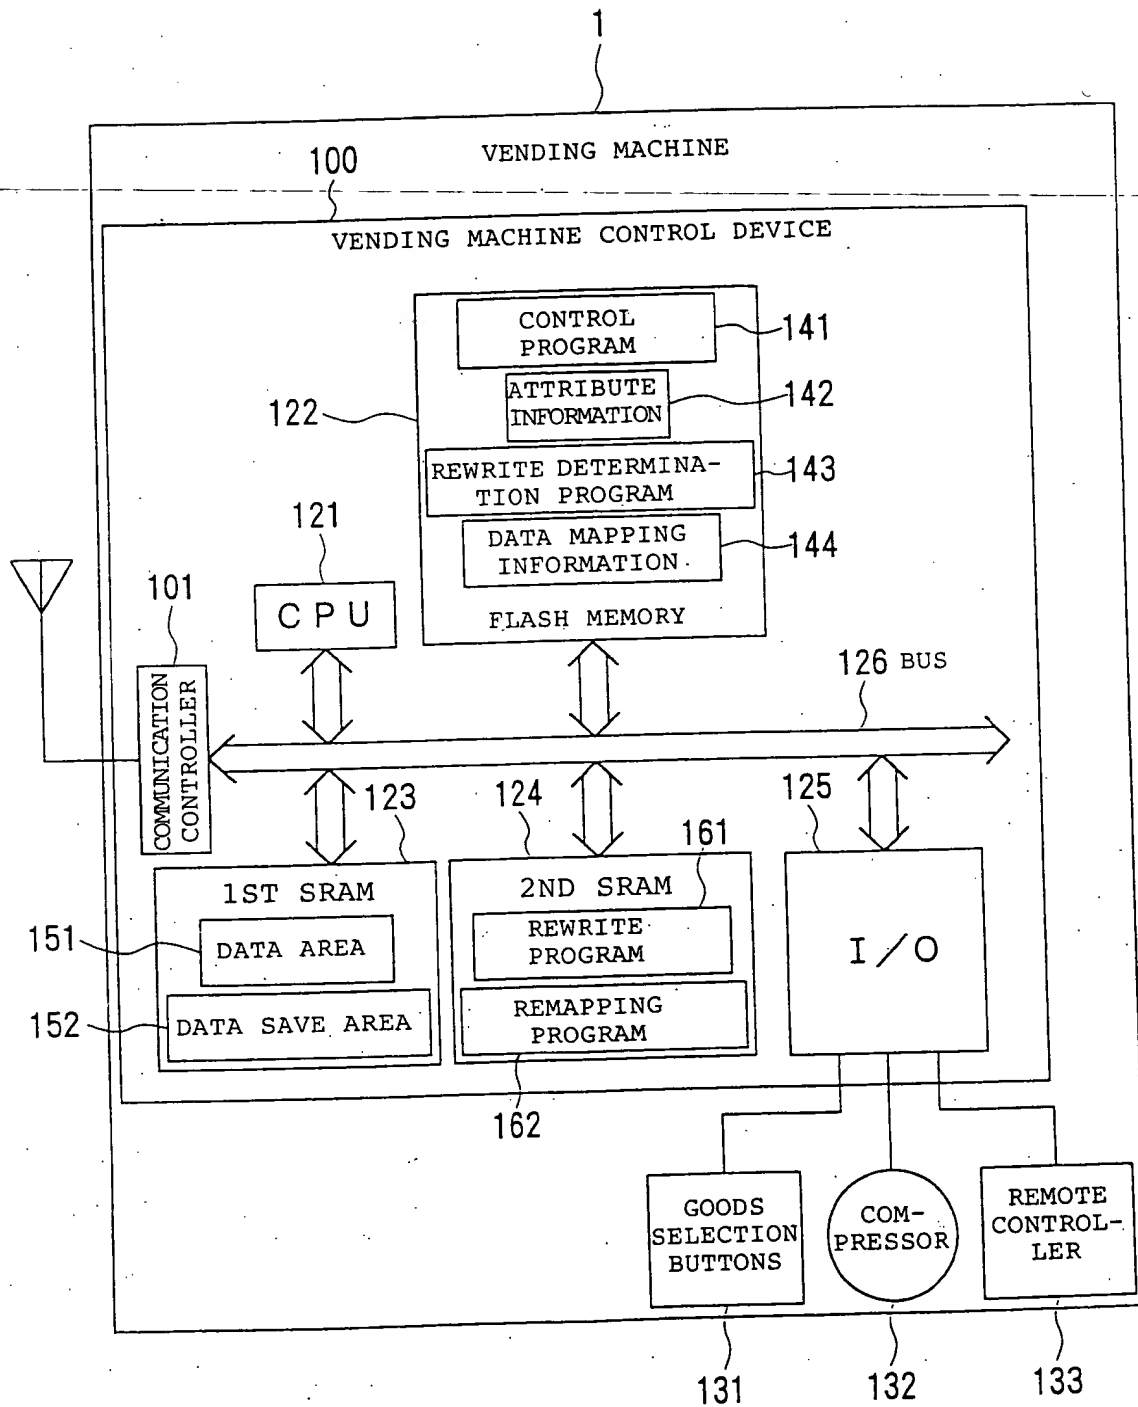 1
VENDING MACHINE
100
VENDING MACHINE CONTROL DEVICE
CONTROL
PROGRAM
141
ATTRIBUTE
INFORMATION
142
122
REWRITE DETERMINA-
TION PROGRAM
143
DATA MAPPING
INFORMATION
144
FLASH MEMORY
121
CPU
101
COMMUNICATION
CONTROLLER
126 BUS
123
124
125
161
1ST SRAM
151
DATA AREA
152
DATA SAVE AREA
2ND SRAM
REWRITE
PROGRAM
REMAPPING
PROGRAM
162
I/O
GOODS
SELECTION
BUTTONS
COM-
PRESSOR
REMOTE
CONTROL-
LER
131
132
133